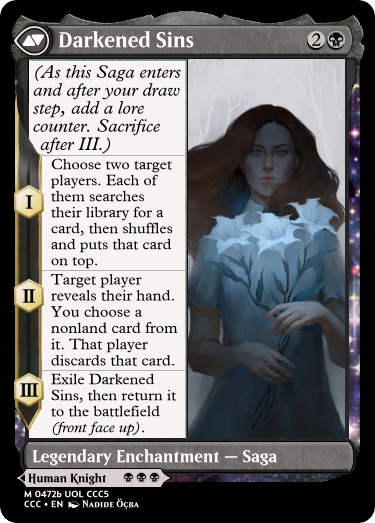 Darkened Sins 2
(As this Saga enters
and after your draw
step, add a lore
counter. Sacrifice
after III.)
I
Choose two target
players. Each of
them searches
their library for a
card, then shuffles
and puts that card
on top.
II
Target player
reveals their hand.
You choose a
nonland card from
it. That player
discards that card.
III
Exile Darkened
Sins, then return it
to the battlefield
(front face up).
Legendary Enchantment — Saga
Human Knight
M 0472b UOL CCC5
CCC • EN Nadide Öçba